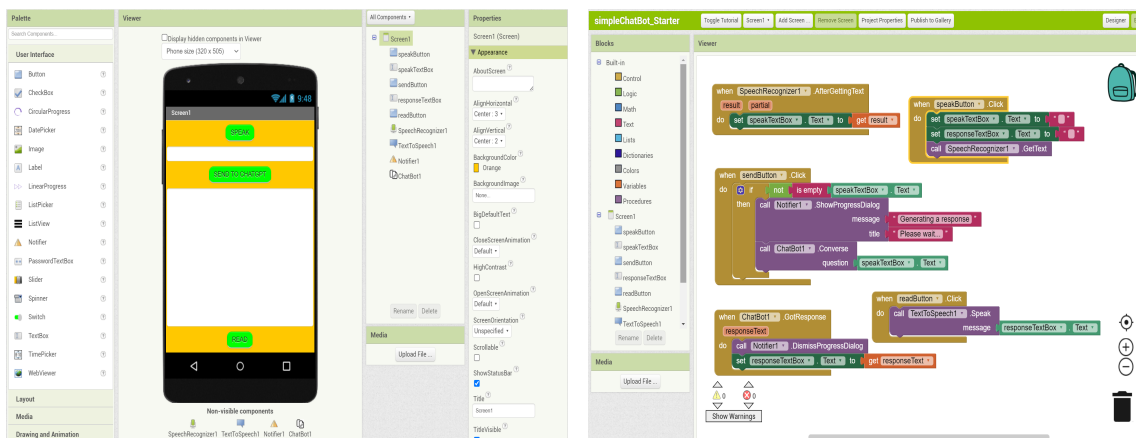 Palette
Search Components...
User Interface
Button
CheckBox
CircularProgress
DatePicker
Image
Label
LinearProgress
ListPicker
ListView
Notifier
PasswordTextBox
Slider
Spinner
Switch
TextBox
TimePicker
WebViewer
Layout
Media
Drawing and Animation
Viewer
Display hidden components in Viewer
Phone size (320 x 505)
9:48
Screen1
SPEAK
SEND TO CHATGPT
READ
Non-visible components
SpeechRecognizer1 TextToSpeech1 Notifier1 ChatBot1
All Components
Screen1
speakButton
speakTextBox
sendButton
responseTextBox
readButton
SpeechRecognizer1
TextToSpeech1
Notifier1
ChatBot1
Rename Delete
Media
Upload File ...
Properties
Screen1 (Screen)
Appearance
AboutScreen
AlignHorizontal
Center : 3
AlignVertical
Center : 2
BackgroundColor
Orange
BackgroundImage
None...
BigDefaultText
CloseScreenAnimation
Default
HighContrast
OpenScreenAnimation
Default
ScreenOrientation
Unspecified
Scrollable
ShowStatusBar
Title
Screen1
TitleVisible
simpleChatBot_Starter
Toggle Tutorial Screen1 Add Screen ... Remove Screen Project Properties Publish to Gallery Designer
Blocks
Built-in
Control
Logic
Math
Text
Lists
Dictionaries
Colors
Variables
Procedures
Screen1
speakButton
speakTextBox
sendButton
responseTextBox
readButton
SpeechRecognizer1
TextToSpeech1
Rename Delete
Media
Upload File ...
Viewer
when SpeechRecognizer1 .AfterGettingText
result partial
do set speakTextBox . Text to get result
when speakButton .Click
do set speakTextBox . Text to " "
set responseTextBox . Text to " "
call SpeechRecognizer1 .GetText
when sendButton .Click
do if not is empty speakTextBox . Text
then call Notifier1 .ShowProgressDialog
message " Generating a response "
title " Please wait... "
call ChatBot1 .Converse
question speakTextBox . Text
when readButton .Click
do call TextToSpeech1 .Speak
message responseTextBox . Text
when ChatBot1 .GotResponse
responseText
do call Notifier1 .DismissProgressDialog
set responseTextBox . Text to get responseText
0 0
Show Warnings